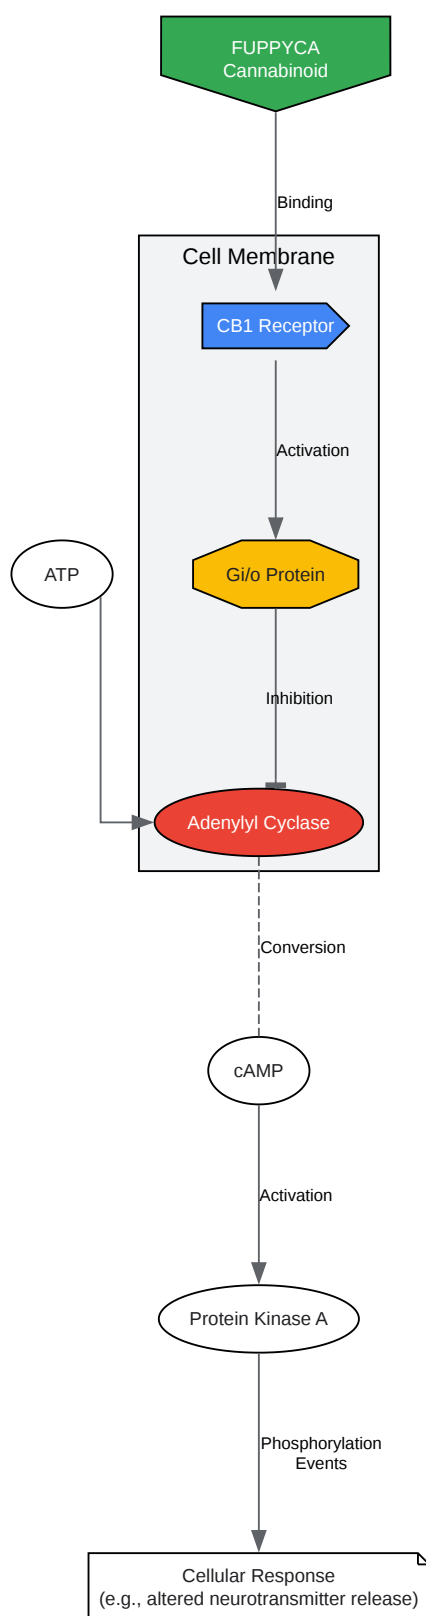 FUPPYCA
Cannabinoid
Binding
Cell Membrane
CB1 Receptor
Activation
ATP
Gi/o Protein
Inhibition
Adenylyl Cyclase
Conversion
cAMP
Activation
Protein Kinase A
Phosphorylation
Events
Cellular Response
(e.g., altered neurotransmitter release)